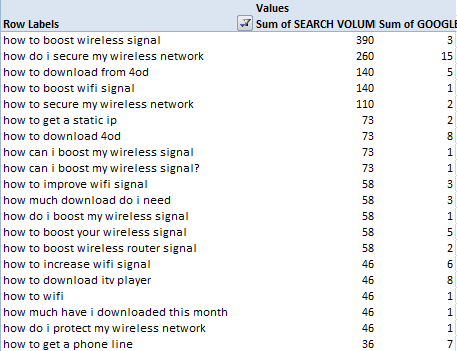 Values
Row Labels Sum of SEARCH VOLUM Sum of GOOGLE
how to boost wireless signal 390 3
how do i secure my wireless network 260 15
how to download from 4od 140 5
how to boost wifi signal 140 1
how to secure my wireless network 110 2
how to get a static ip 73 2
how to download 4od 73 8
how can i boost my wireless signal 73 1
how can i boost my wireless signal? 73 1
how to improve wifi signal 58 3
how much download do i need 58 3
how do i boost my wireless signal 58 1
how to boost your wireless signal 58 5
how to boost wireless router signal 58 2
how to increase wifi signal 46 6
how to download itv player 46 8
how to wifi 46 1
how much have i downloaded this month 46 1
how do i protect my wireless network 46 1
how to get a phone line 36 7